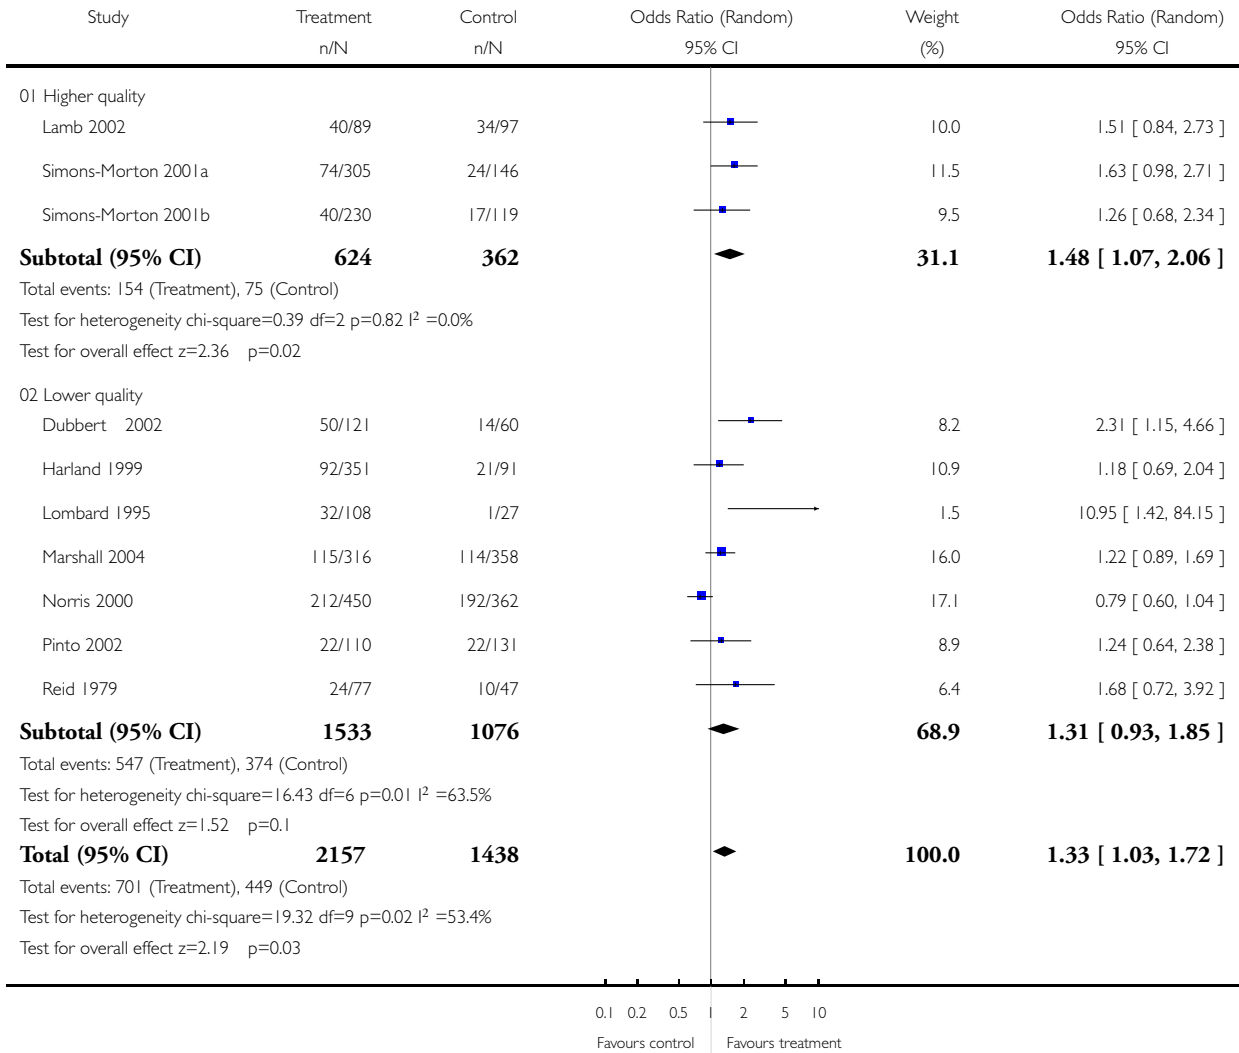 Study Treatment Control Odds Ratio (Random) Weight Odds Ratio (Random)
n/N n/N 95% CI (%) 95% CI
01 Higher quality
Lamb 2002 40/89 34/97 10.0 1.51 [ 0.84, 2.73 ]
Simons-Morton 2001a 74/305 24/146 11.5 1.63 [ 0.98, 2.71 ]
Simons-Morton 2001b 40/230 17/119 9.5 1.26 [ 0.68, 2.34 ]
Subtotal (95% CI) 624 362 31.1 1.48 [ 1.07, 2.06 ]
Total events: 154 (Treatment), 75 (Control)
Test for heterogeneity chi-square=0.39 df=2 p=0.82 I² =0.0%
Test for overall effect z=2.36 p=0.02
02 Lower quality
Dubbert 2002 50/121 14/60 8.2 2.31 [ 1.15, 4.66 ]
Harland 1999 92/351 21/91 10.9 1.18 [ 0.69, 2.04 ]
Lombard 1995 32/108 1/27 1.5 10.95 [ 1.42, 84.15 ]
Marshall 2004 115/316 114/358 16.0 1.22 [ 0.89, 1.69 ]
Norris 2000 212/450 192/362 17.1 0.79 [ 0.60, 1.04 ]
Pinto 2002 22/110 22/131 8.9 1.24 [ 0.64, 2.38 ]
Reid 1979 24/77 10/47 6.4 1.68 [ 0.72, 3.92 ]
Subtotal (95% CI) 1533 1076 68.9 1.31 [ 0.93, 1.85 ]
Total events: 547 (Treatment), 374 (Control)
Test for heterogeneity chi-square=16.43 df=6 p=0.01 I² =63.5%
Test for overall effect z=1.52 p=0.1
Total (95% CI) 2157 1438 100.0 1.33 [ 1.03, 1.72 ]
Total events: 701 (Treatment), 449 (Control)
Test for heterogeneity chi-square=19.32 df=9 p=0.02 I² =53.4%
Test for overall effect z=2.19 p=0.03
0.1 0.2 0.5 1 2 5 10
Favours control Favours treatment